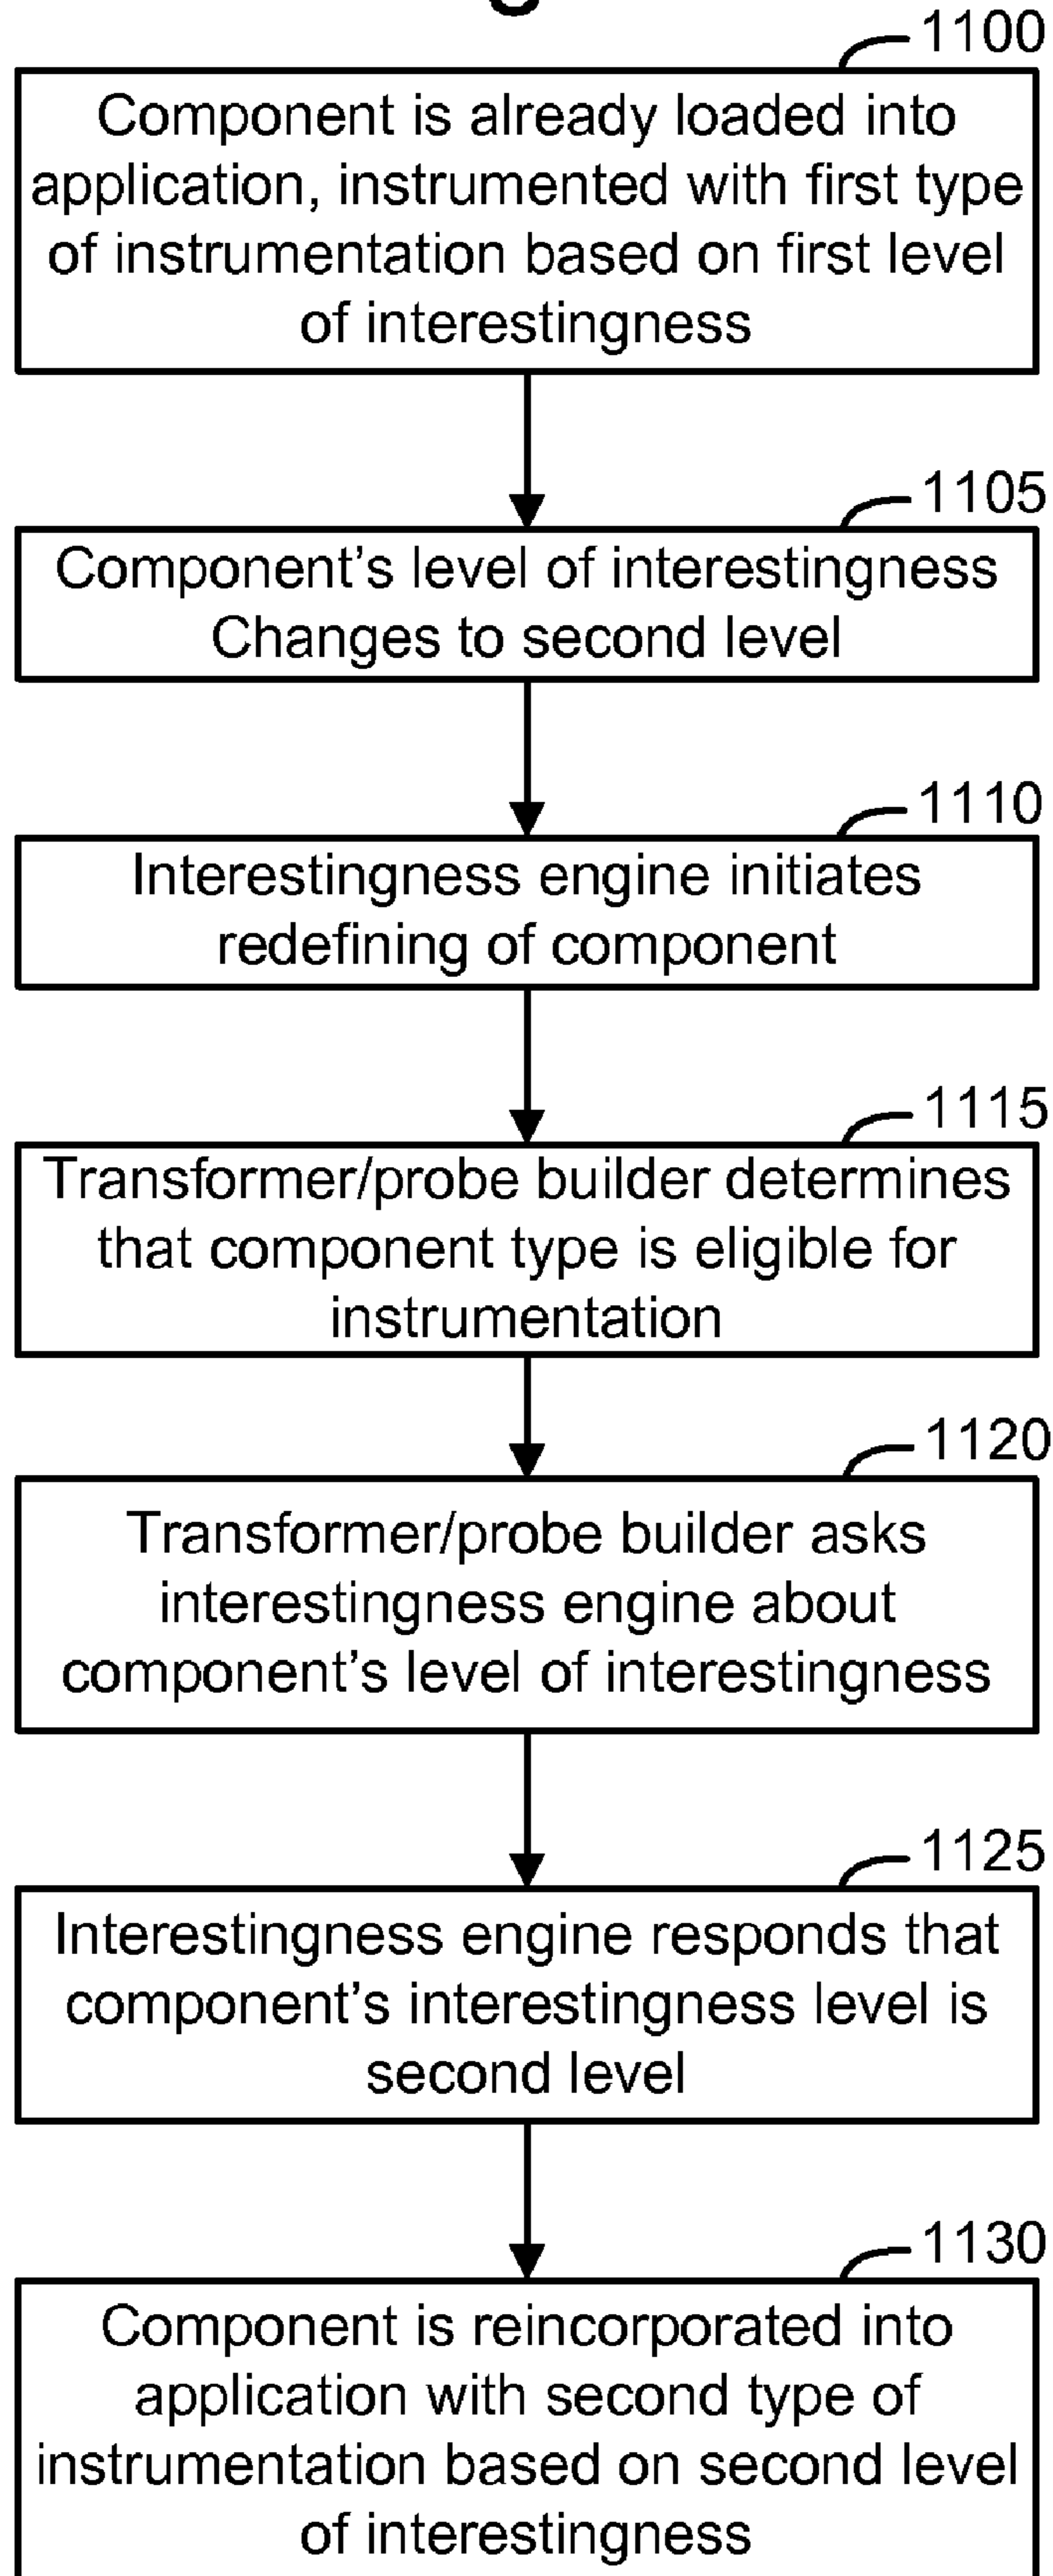 1100
Component is already loaded into
application, instrumented with first type
of instrumentation based on first level
of interestingness
1105
Component's level of interestingness
Changes to second level
1110
Interestingness engine initiates
redefining of component
1115
Transformer/probe builder determines
that component type is eligible for
instrumentation
1120
Transformer/probe builder asks
interestingness engine about
component's level of interestingness
1125
Interestingness engine responds that
component's interestingness level is
second level
1130
Component is reincorporated into
application with second type of
instrumentation based on second level
of interestingness